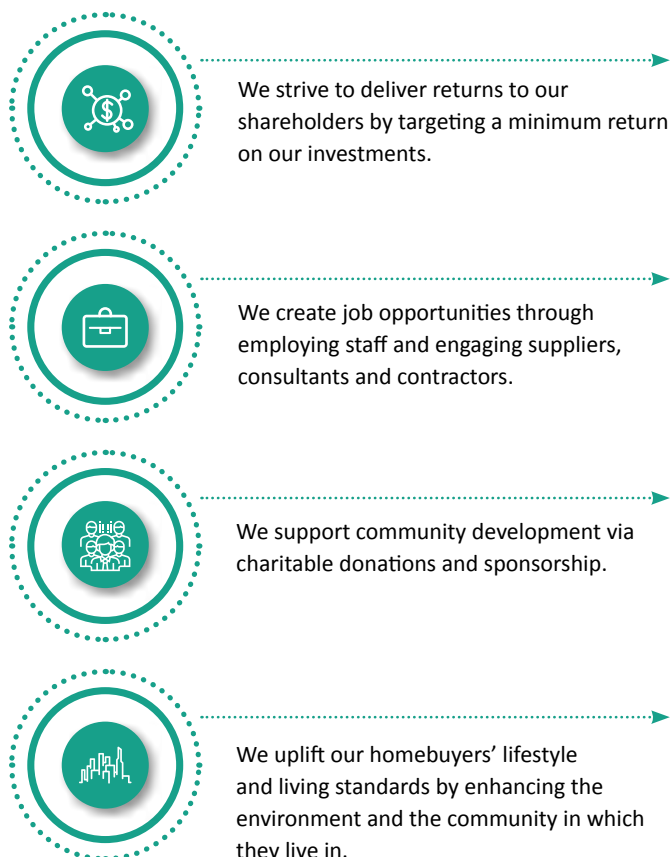 We strive to deliver returns to our
shareholders by targeting a minimum return
on our investments.
We create job opportunities through
employing staff and engaging suppliers,
consultants and contractors.
We support community development via
charitable donations and sponsorship.
We uplift our homebuyers’ lifestyle
and living standards by enhancing the
environment and the community in which
they live in.